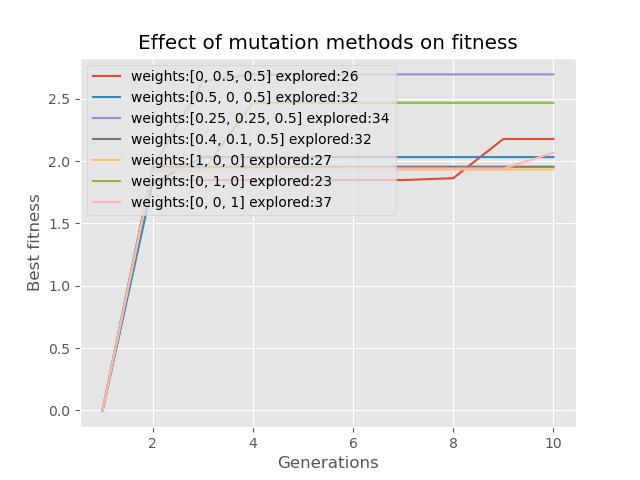 Effect of mutation methods on fitness
weights:[0, 0.5, 0.5] explored:26
weights:[0.5, 0, 0.5] explored:32
weights:[0.25, 0.25, 0.5] explored:34
weights:[0.4, 0.1, 0.5] explored:32
weights:[1, 0, 0] explored:27
weights:[0, 1, 0] explored:23
weights:[0, 0, 1] explored:37
Best fitness
2.5
2.0
1.5
1.0
0.5
0.0
2 4 6 8 10
Generations